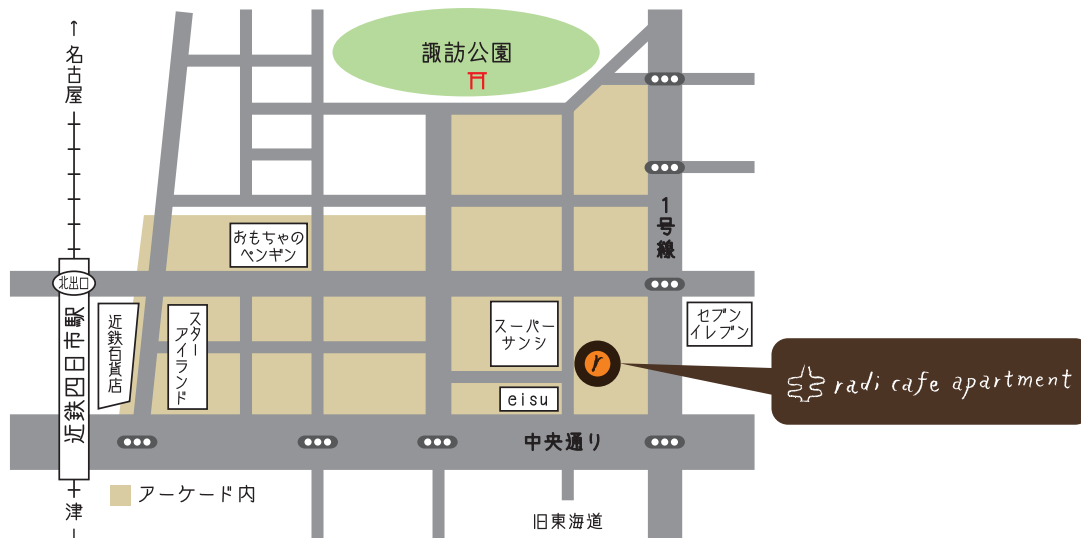 ↑
名古屋
諏訪公園
1号線
おもちゃの
ペンギン
北出口
近鉄四日市駅
近鉄百貨店
スター
アイランド
スーパー
サンシ
セブン
イレブン
r
radi cafe apartment
eisu
中央通り
アーケード内
津
旧東海道